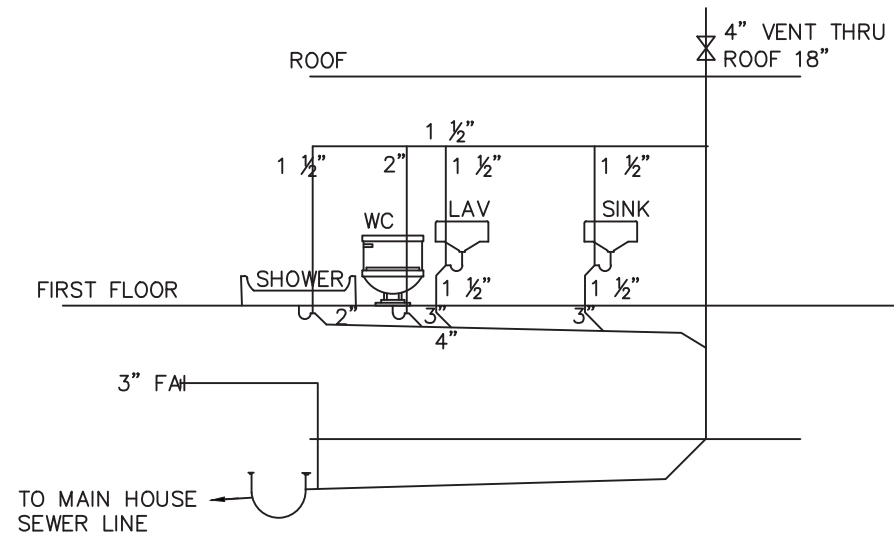 4” VENT THRU
ROOF 18”
ROOF
1 ½”
1 ½”
2”
1 ½”
1 ½”
LAV
SINK
WC
SHOWER
FIRST FLOOR
1 ½”
1 ½”
2”
3”
3”
4”
3” FAI
TO MAIN HOUSE
SEWER LINE